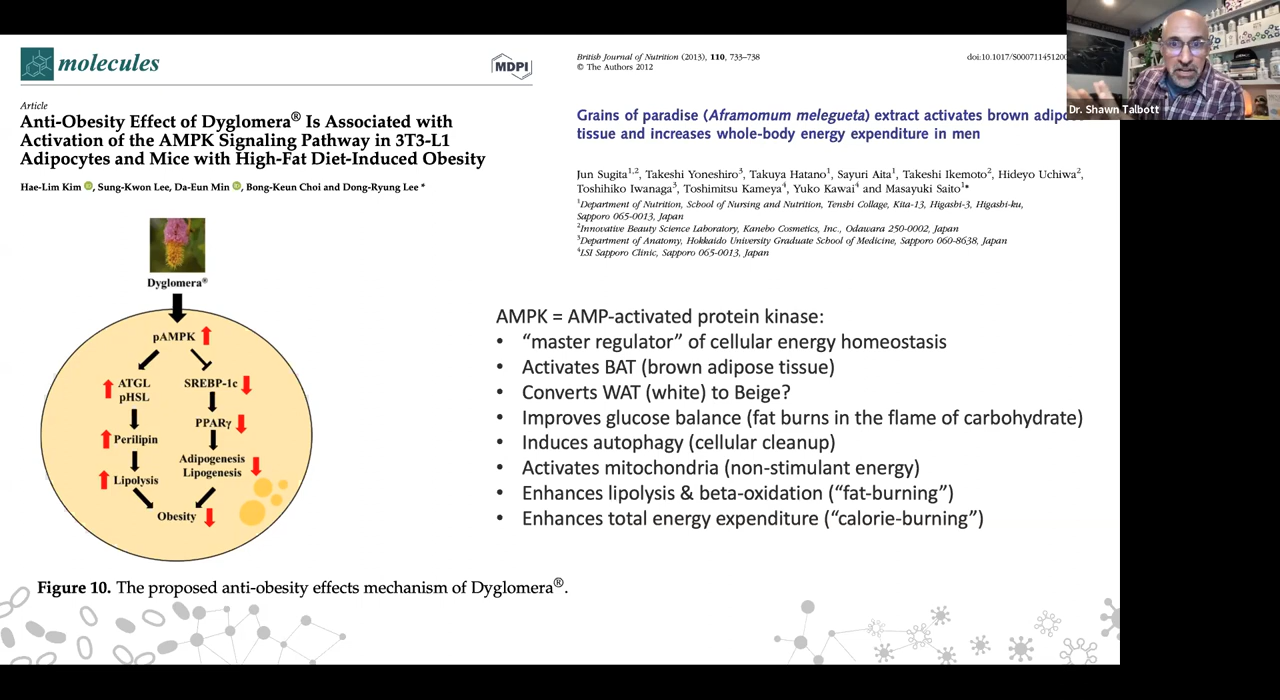 molecules
MDPI
Article
Anti-Obesity Effect of Dyglomera® Is Associated with
Activation of the AMPK Signaling Pathway in 3T3-L1
Adipocytes and Mice with High-Fat Diet-Induced Obesity
Hae-Lim Kim, Sung-Kwon Lee, Da-Eun Min, Bong-Keun Choi and Dong-Ryung Lee *
Dyglomera®
pAMPK
ATGL
pHSL
Perilipin
Lipolysis
SREBP-1c
PPARγ
Adipogenesis
Lipogenesis
Obesity
Figure 10. The proposed anti-obesity effects mechanism of Dyglomera®.
British Journal of Nutrition (2013), 110, 733–738
© The Authors 2012
doi:10.1017/S00071145120
Grains of paradise (Aframomum melegueta) extract activates brown adipo
tissue and increases whole-body energy expenditure in men
Jun Sugita1,2, Takeshi Yoneshiro3, Takuya Hatano1, Sayuri Aita1, Takeshi Ikemoto2, Hideyo Uchiwa2,
Toshihiko Iwanaga3, Toshimitsu Kameya4, Yuko Kawai4 and Masayuki Saito1*
1Department of Nutrition, School of Nursing and Nutrition, Tenshi Collage, Kita-13, Higashi-3, Higashi-ku,
Sapporo 065-0013, Japan
2Innovative Beauty Science Laboratory, Kanebo Cosmetics, Inc., Odawara 250-0002, Japan
3Department of Anatomy, Hokkaido University Graduate School of Medicine, Sapporo 060-8638, Japan
4LSI Sapporo Clinic, Sapporo 065-0013, Japan
AMPK = AMP-activated protein kinase:
• “master regulator” of cellular energy homeostasis
• Activates BAT (brown adipose tissue)
• Converts WAT (white) to Beige?
• Improves glucose balance (fat burns in the flame of carbohydrate)
• Induces autophagy (cellular cleanup)
• Activates mitochondria (non-stimulant energy)
• Enhances lipolysis & beta-oxidation (“fat-burning”)
• Enhances total energy expenditure (“calorie-burning”)
Dr. Shawn Talbott